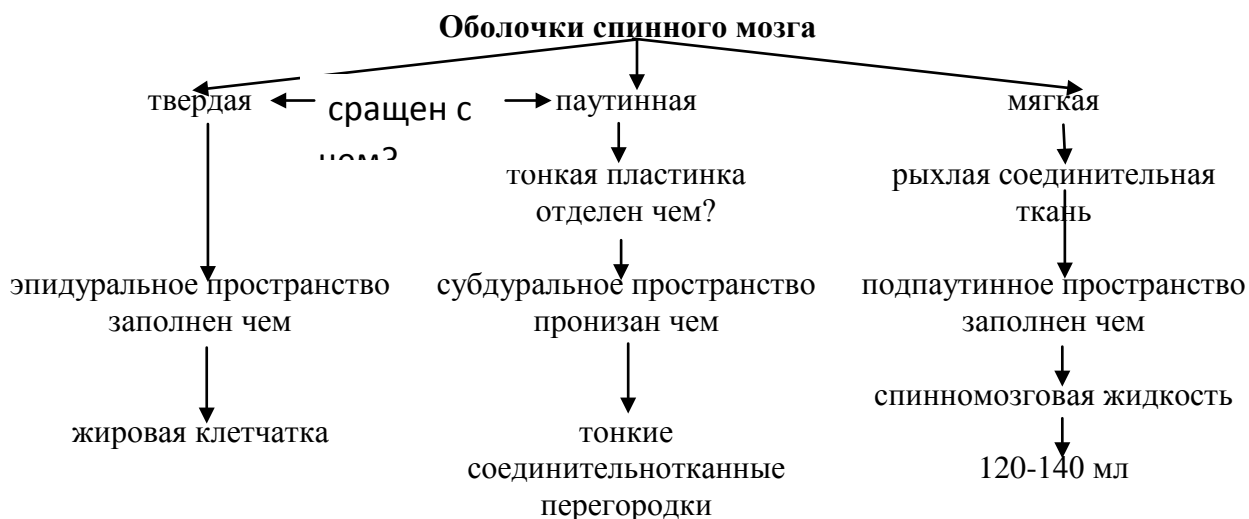 Оболочки спинного мозга
твердая
сращен с
чем?
паутинная
мягкая
тонкая пластинка
отделен чем?
рыхлая соединительная
ткань
эпидуральное пространство
заполнен чем
субдуральное пространство
пронизан чем
подпаутинное пространство
заполнен чем
спинномозговая жидкость
жировая клетчатка
тонкие
соединительнотканные
перегородки
120-140 мл